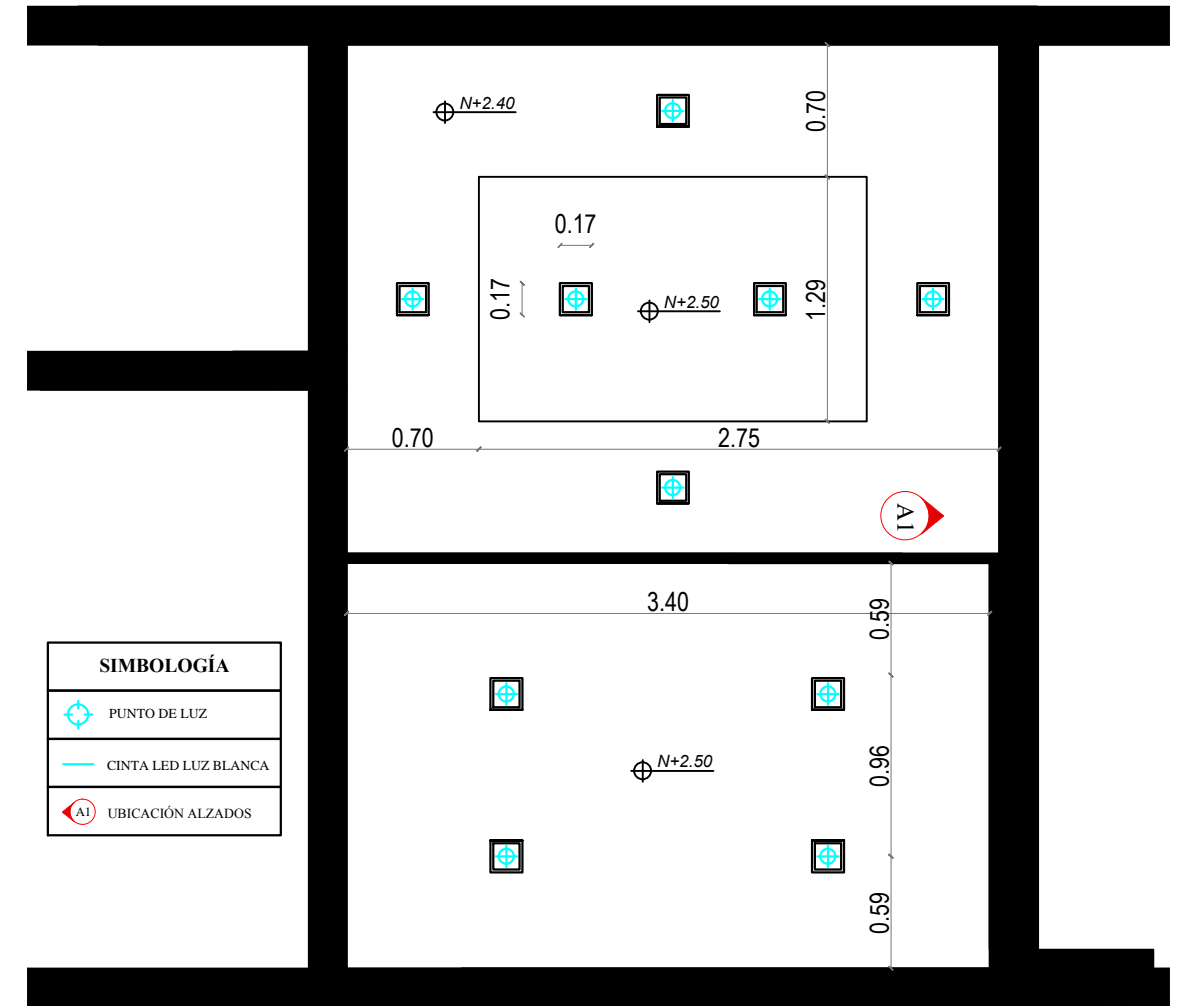 N+2.40
0.70
0.17
0.17
N+2.50
1.29
0.70
2.75
A1
3.40
0.59
SIMBOLOGÍA
PUNTO DE LUZ
CINTA LED LUZ BLANCA
A1
UBICACIÓN ALZADOS
N+2.50
0.96
0.59